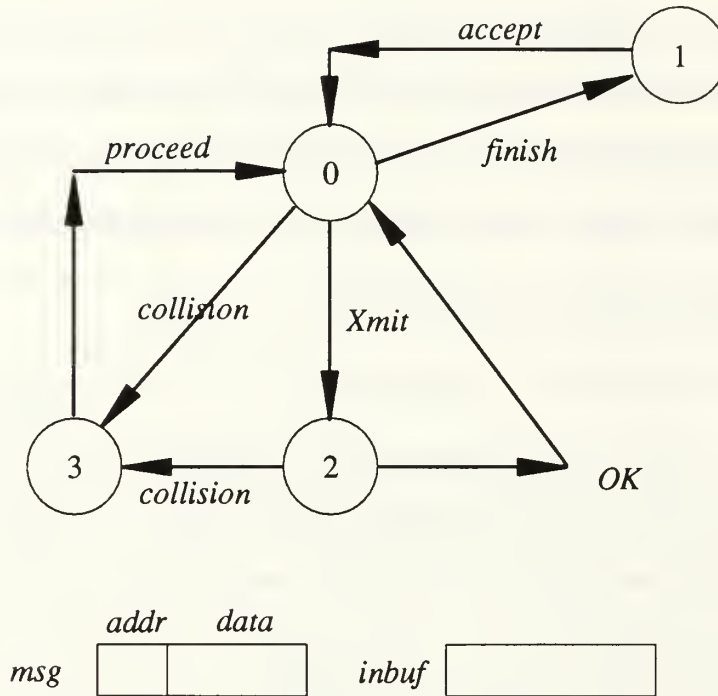 accept
1
proceed
0
finish
collision
Xmit
3
2
collision
OK
addr data
msg
inbuf